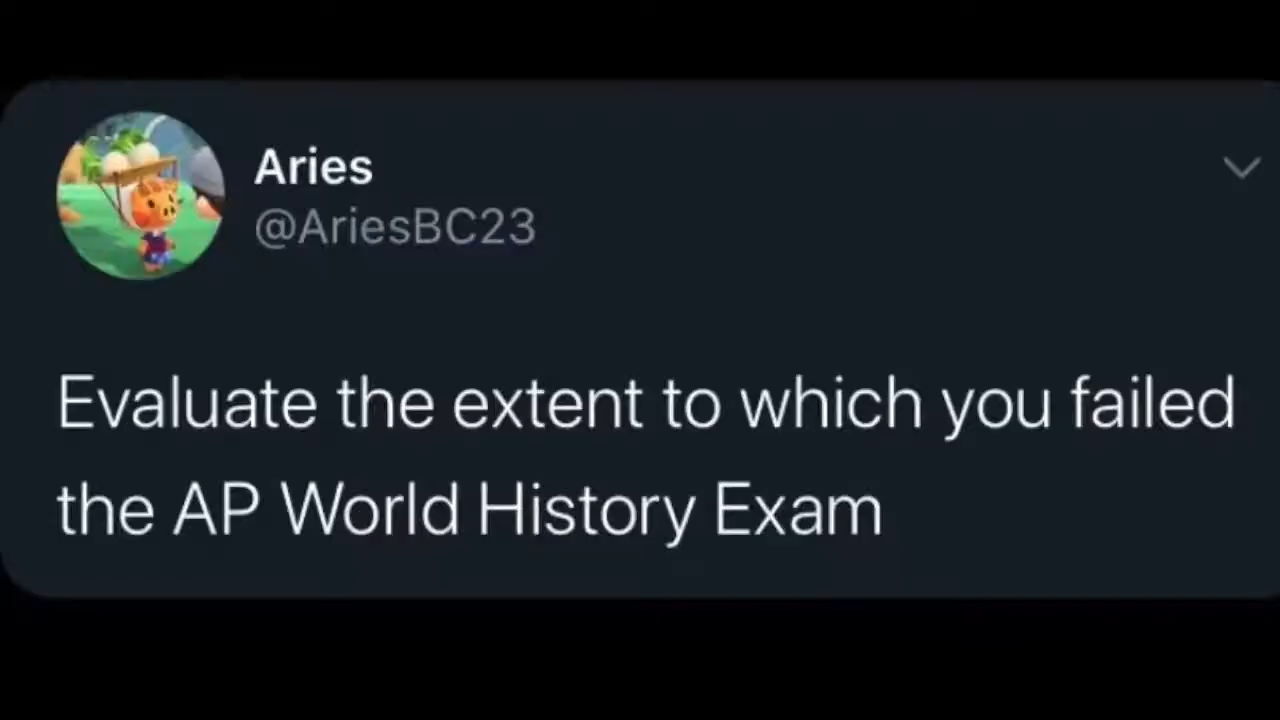 Aries
@AriesBC23
Evaluate the extent to which you failed
the AP World History Exam